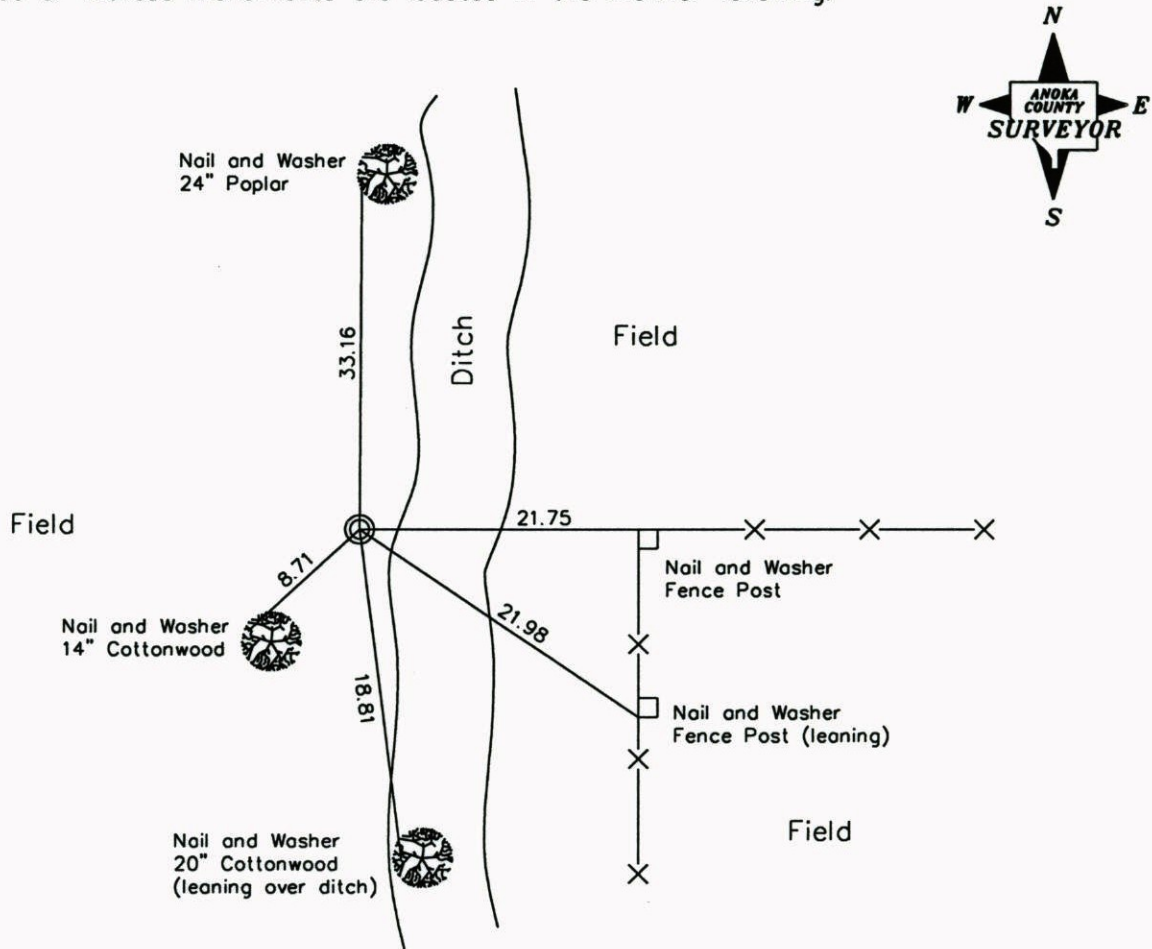 N
W
E
S
ANOKA
COUNTY
SURVEYOR
Nail and Washer
24" Poplar
33.16
Ditch
Field
Field
21.75
8.71
Nail and Washer
Fence Post
21.98
Nail and Washer
14" Cottonwood
18.81
Nail and Washer
Fence Post (leaning)
Nail and Washer
20" Cottonwood
(leaning over ditch)
Field